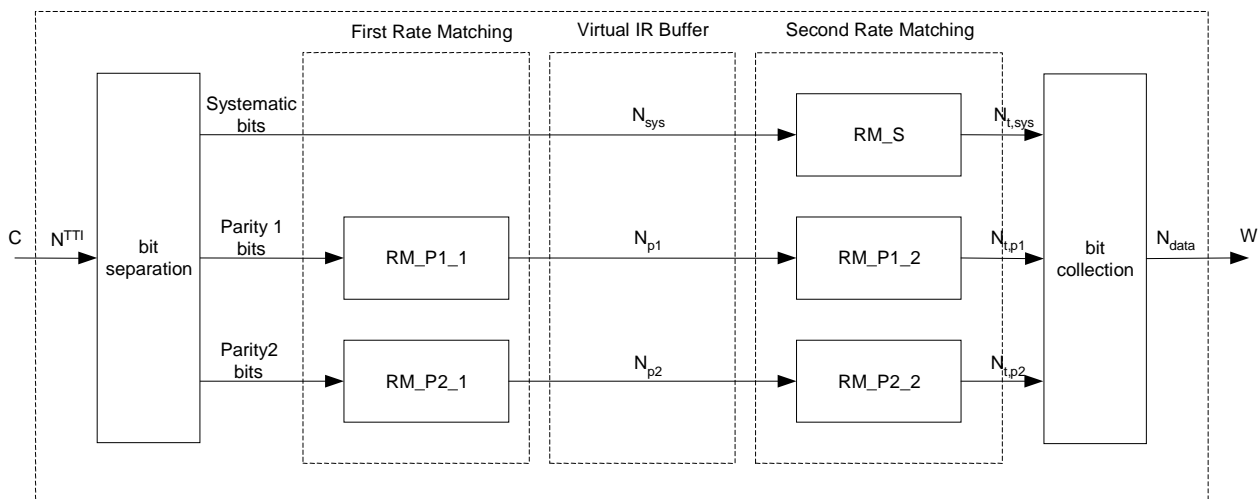 First Rate Matching
Virtual IR Buffer
Second Rate Matching
Systematic
bits
N_sys
RM_S
N_t,sys
C
N^TTI
bit
separation
Parity 1
bits
RM_P1_1
N_p1
RM_P1_2
N_t,p1
bit
collection
N_data
W
Parity2
bits
RM_P2_1
N_p2
RM_P2_2
N_t,p2